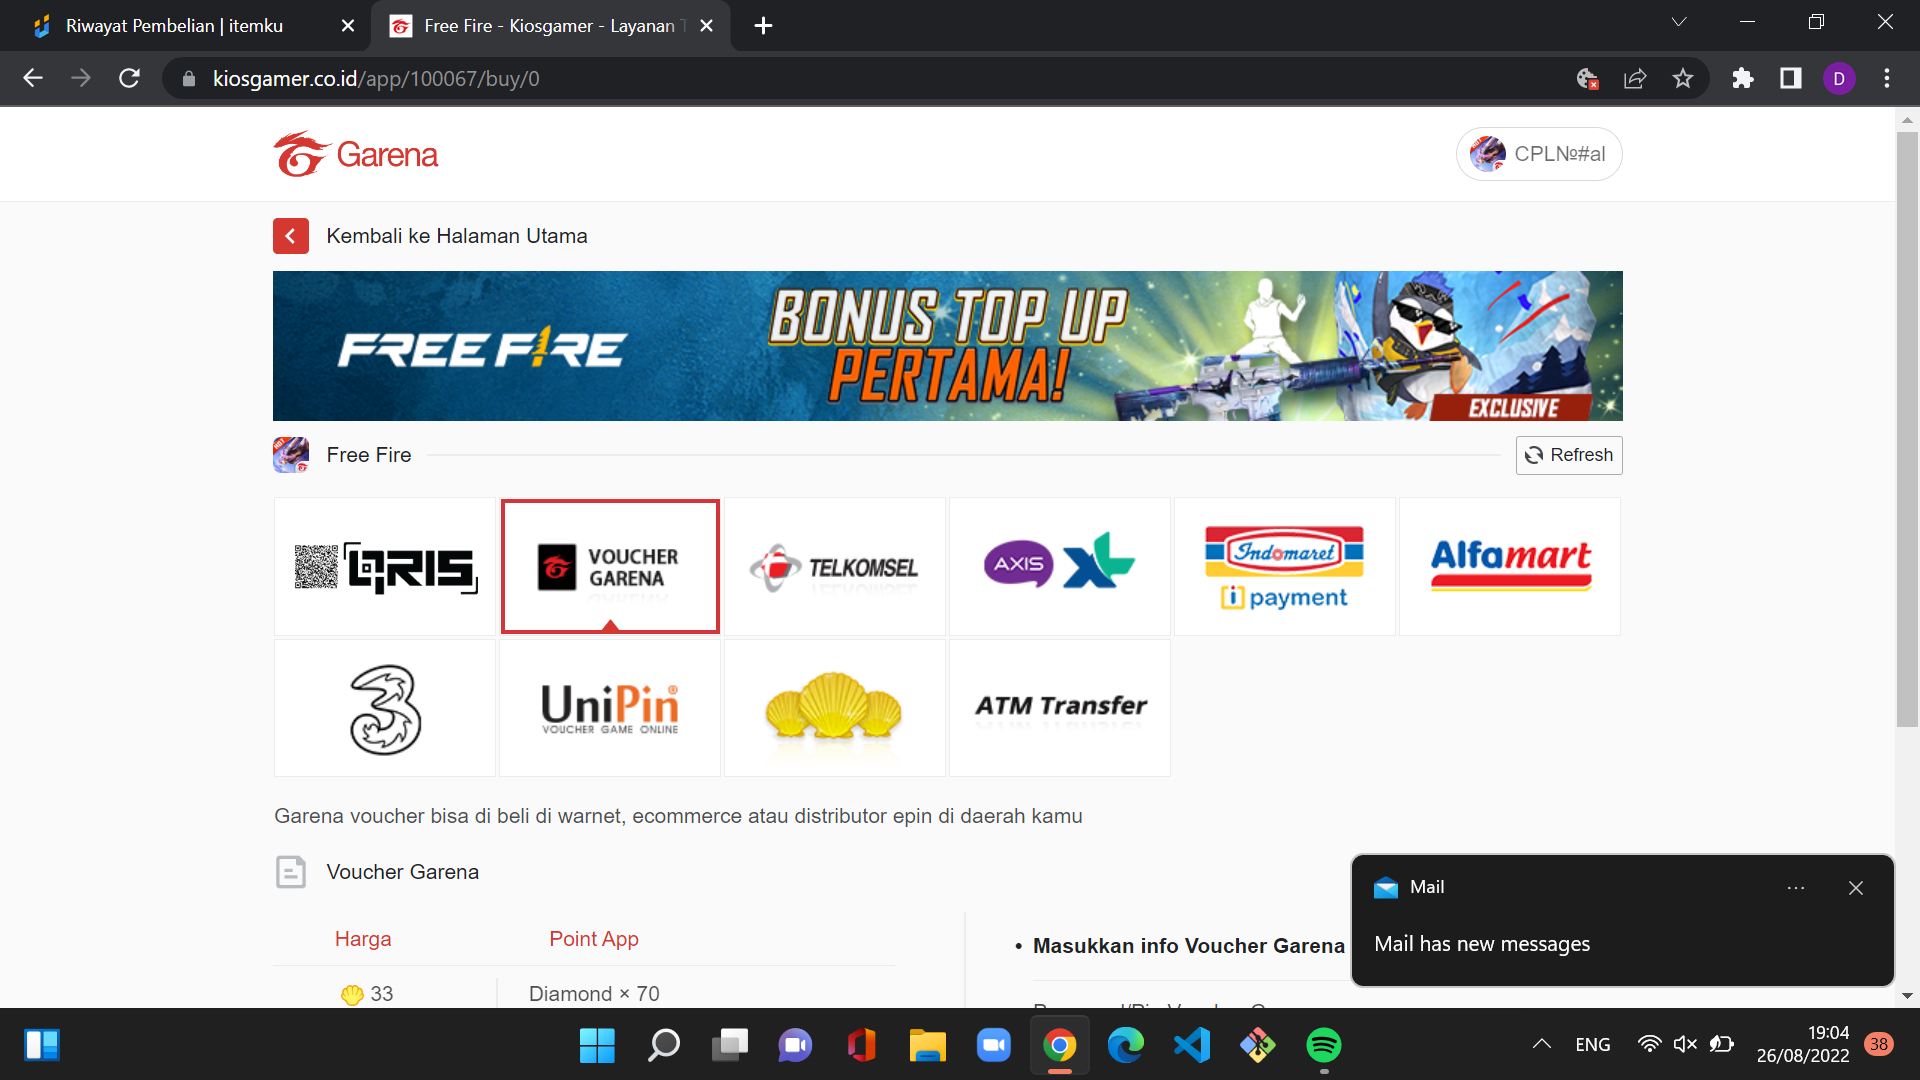 Riwayat Pembelian | itemku
Free Fire - Kiosgamer - Layanan T
kiosgamer.co.id/app/100067/buy/0
D
Garena
CPL№#al
Kembali ke Halaman Utama
FREE FIRE
BONUS TOP UP
PERTAMA!
EXCLUSIVE
Free Fire
Refresh
QRIS
VOUCHER
GARENA
TELKOMSEL
AXIS XL
Indomaret
i payment
Alfamart
3
UniPin
VOUCHER GAME ONLINE
ATM Transfer
Garena voucher bisa di beli di warnet, ecommerce atau distributor epin di daerah kamu
Voucher Garena
Harga
Point App
33
Diamond × 70
• Masukkan info Voucher Garena
Mail
Mail has new messages
ENG
19:04
26/08/2022
38